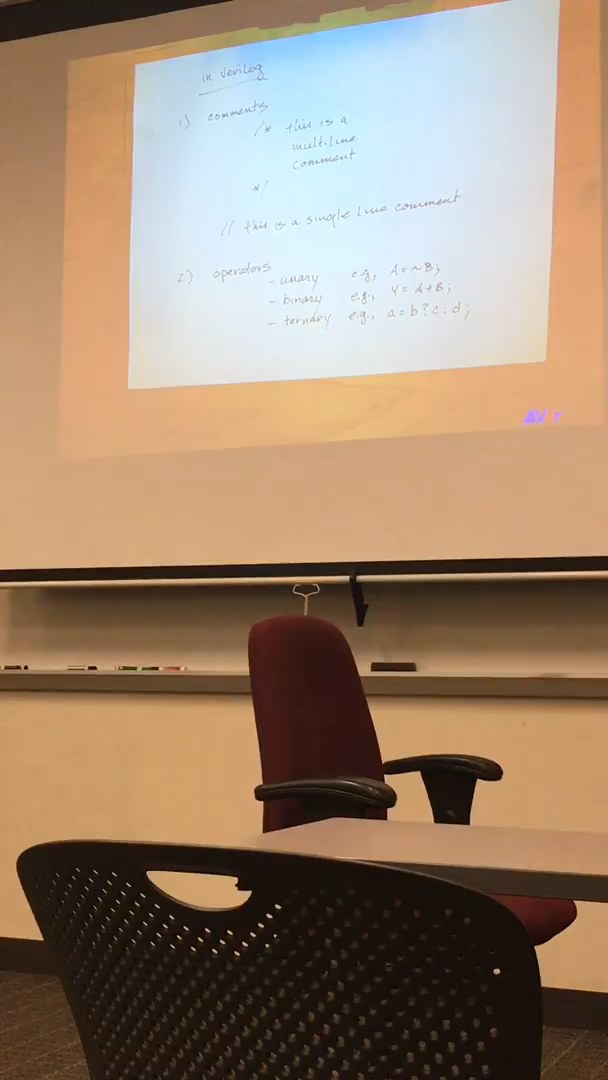 in Verilog
1) comments
/* this is a
multiline
comment
*/
// this is a single line comment
2) operators
- unary e.g., A = ~B;
- binary e.g., Y = A+B;
- ternary e.g., a = b ? c : d ;